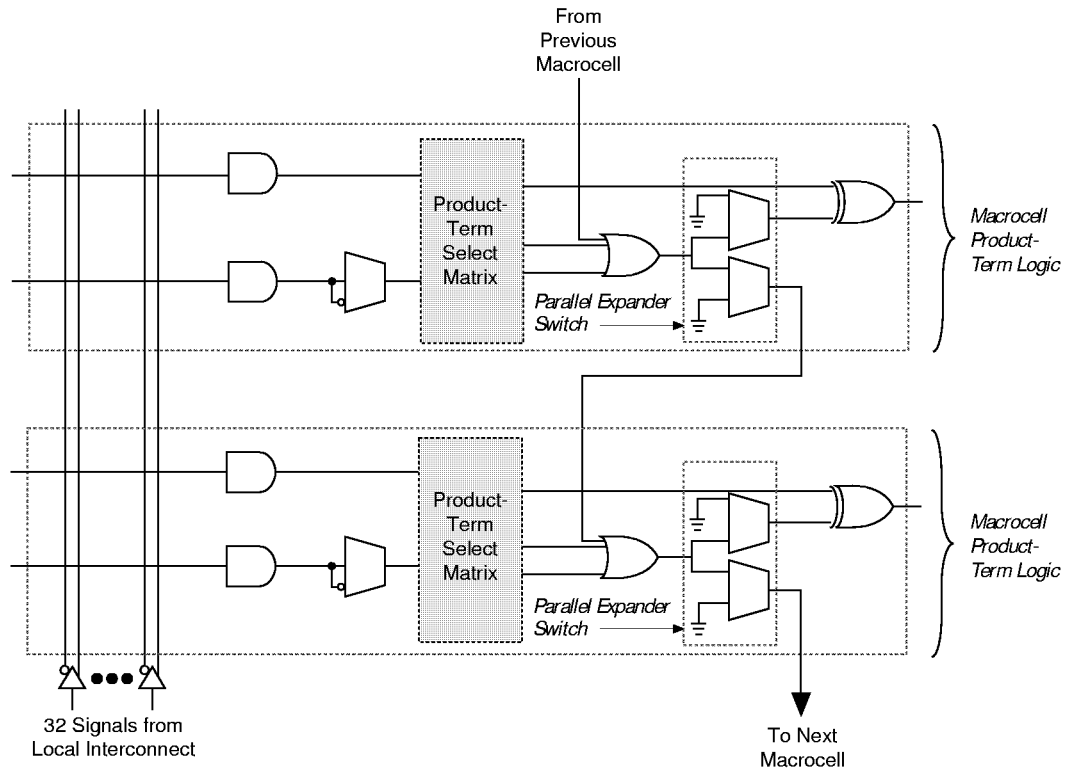 From
Previous
Macrocell
Product-
Term
Select
Matrix
Parallel Expander
Switch
Macrocell
Product-
Term Logic
Product-
Term
Select
Matrix
Parallel Expander
Switch
Macrocell
Product-
Term Logic
32 Signals from
Local Interconnect
To Next
Macrocell